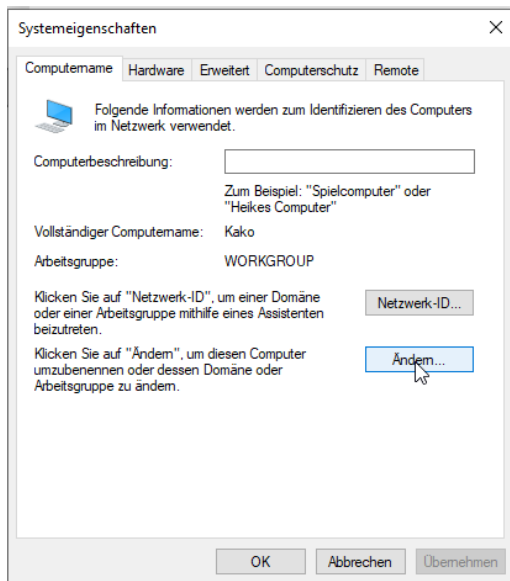 Systemeigenschaften
Computername Hardware Erweitert Computerschutz Remote
Folgende Informationen werden zum Identifizieren des Computers
im Netzwerk verwendet.
Computerbeschreibung:
Zum Beispiel: "Spielcomputer" oder
"Heikes Computer"
Vollständiger Computername: Kako
Arbeitsgruppe: WORKGROUP
Klicken Sie auf "Netzwerk-ID", um einer Domäne
oder einer Arbeitsgruppe mithilfe eines Assistenten
beizutreten.
Netzwerk-ID...
Klicken Sie auf "Ändern", um diesen Computer
umzubenennen oder dessen Domäne oder
Arbeitsgruppe zu ändern.
Ändern...
OK Abbrechen Übernehmen